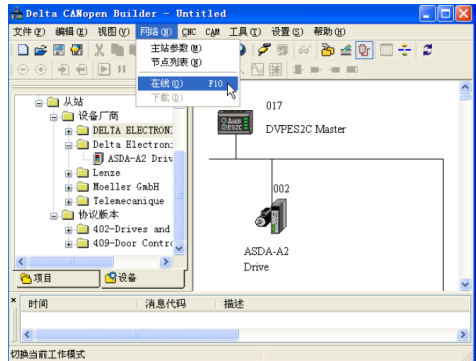 Delta CANopen Builder - Untitled
文件(F) 编辑(E) 视图(V) 网络(N) CNC CAM 工具(T) 设置(S) 帮助(H)
主站参数(M)
节点列表(N)
在线(O) F10
下载(D)
从站
设备厂商
DELTA ELECTRON
Delta Electron
ASDA-A2 Driv
Lenze
Moeller GmbH
Telemecanique
协议版本
402-Drives and
409-Door Contr
项目 设备
017
DVPES2C Master
002
ASDA-A2
Drive
时间 消息代码 描述
切换当前工作模式